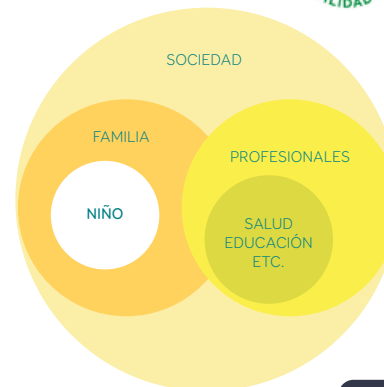 SOCIEDAD
FAMILIA
PROFESIONALES
NIÑO
SALUD
EDUCACIÓN
ETC.